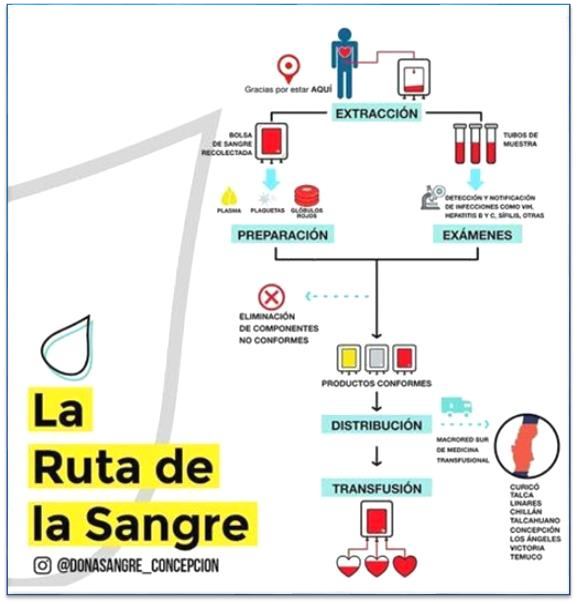 Gracias por estar AQUÍ
EXTRACCIÓN
BOLSA
DE SANGRE
RECOLECTADA
TUBOS DE
MUESTRA
PLASMA
PLAQUETAS
GLÓBULOS
ROJOS
DETECCIÓN Y NOTIFICACIÓN
DE INFECCIONES COMO VIH,
HEPATITIS B Y C, SÍFILIS, OTRAS
PREPARACIÓN
EXÁMENES
ELIMINACIÓN
DE COMPONENTES
NO CONFORMES
PRODUCTOS CONFORMES
DISTRIBUCIÓN
MACRORED SUR
DE MEDICINA
TRANSFUSIONAL
TRANSFUSIÓN
CURICÓ
TALCA
LINARES
CHILLÁN
TALCAHUANO
CONCEPCIÓN
LOS ÁNGELES
VICTORIA
TEMUCO
La
Ruta de
la Sangre
@DONASANGRE_CONCEPCION